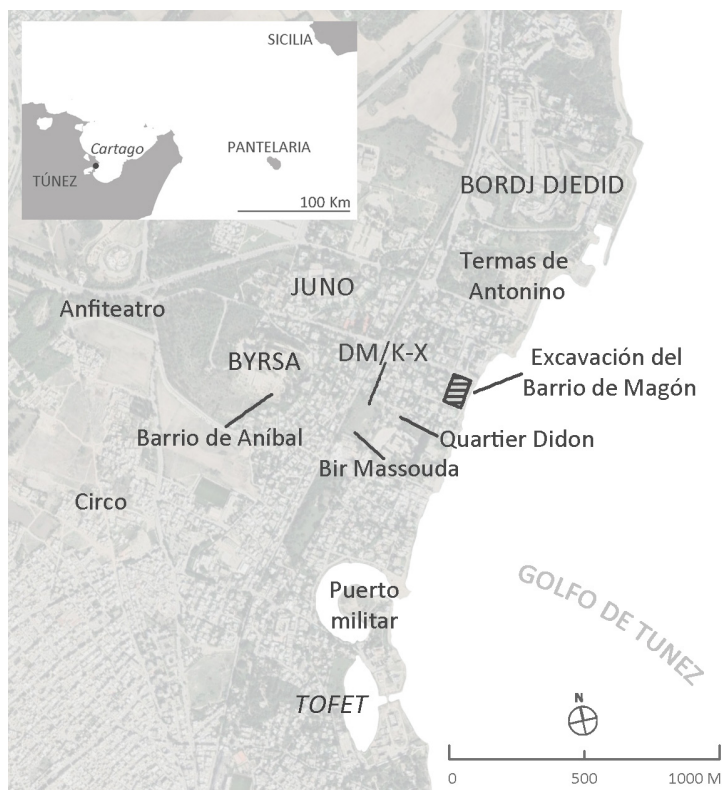 SICILIA
Cartago
PANTELARIA
TÚNEZ
100 Km
BORDJ DJEDID
Termas de
Antonino
JUNO
Anfiteatro
DM/K-X
BYRSA
Excavación del
Barrio de Magón
Barrio de Aníbal
Quartier Didon
Bir Massouda
Circo
Puerto
militar
GOLFO DE TUNEZ
TOFET
N
0 500 1000 M